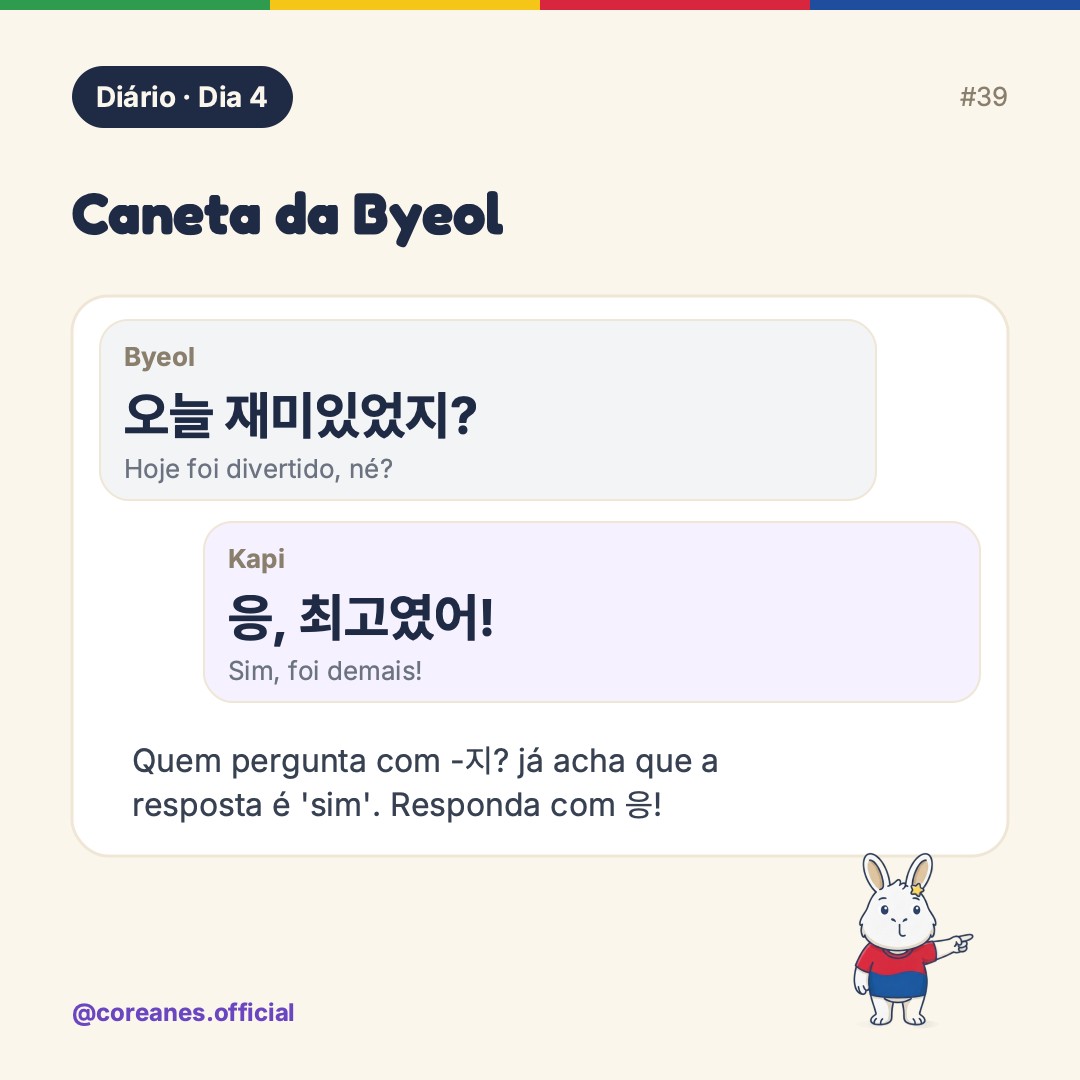 Diário · Dia 4
#39
Caneta da Byeol
Byeol
오늘 재미있었지?
Hoje foi divertido, né?
Kapi
응, 최고였어!
Sim, foi demais!
Quem pergunta com -지? já acha que a
resposta é 'sim'. Responda com 응!
@coreanes.official